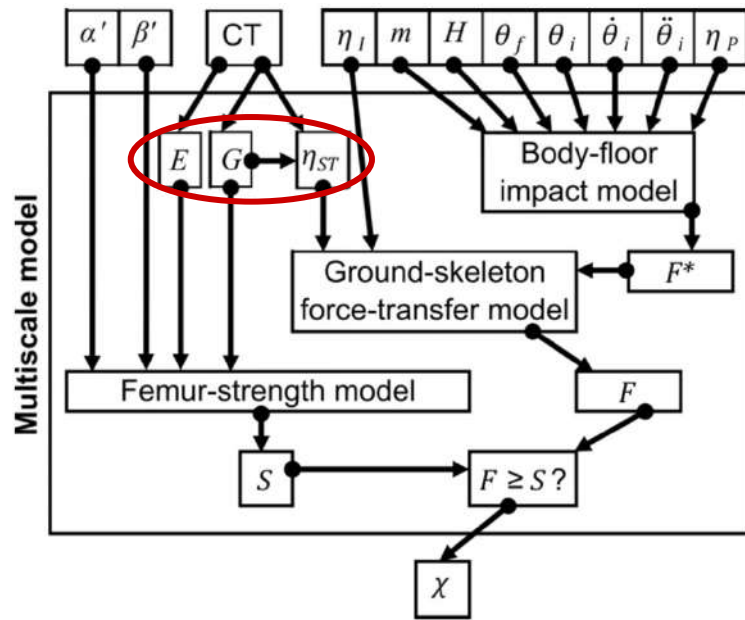 α′ β′ CT η_I m H θ_f θ_i θ̇_i θ̈_i η_P
E G η_ST
Body-floor
impact model
Ground-skeleton
force-transfer model
F*
Femur-strength model
F
S
F ≥ S ?
χ
Multiscale model